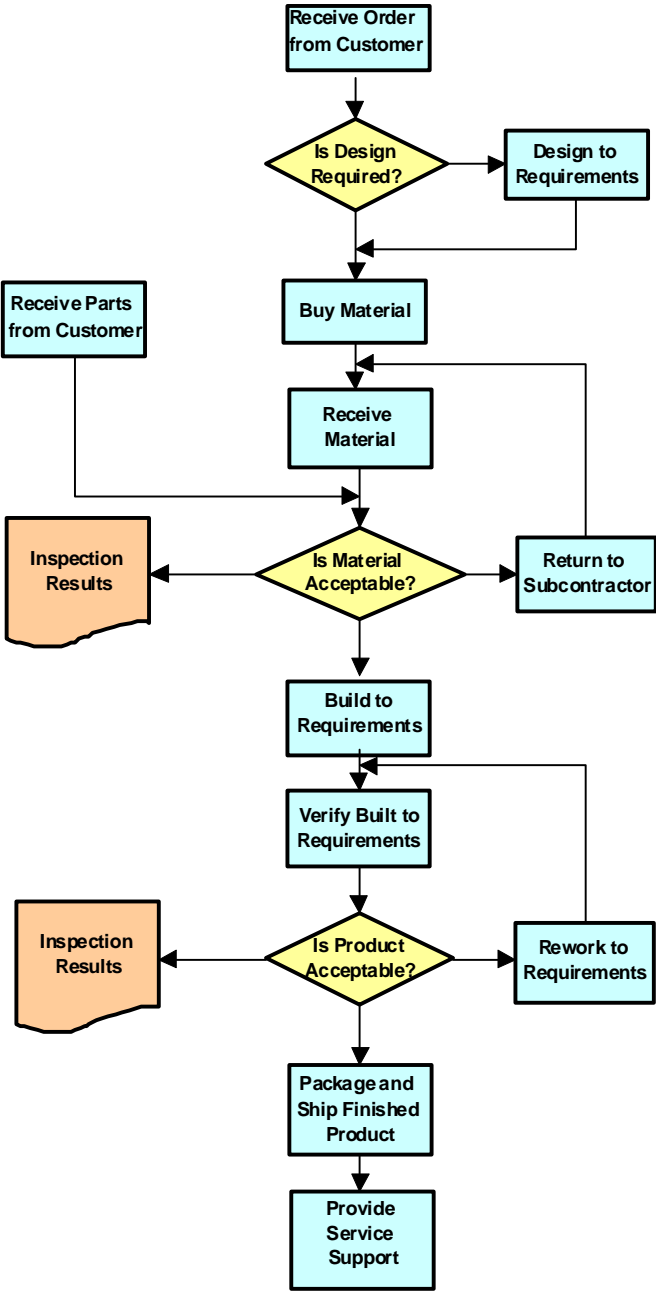 Receive Order
from Customer
Is Design
Required?
Design to
Requirements
Receive Parts
from Customer
Buy Material
Receive
Material
Inspection
Results
Is Material
Acceptable?
Return to
Subcontractor
Build to
Requirements
Verify Built to
Requirements
Inspection
Results
Is Product
Acceptable?
Rework to
Requirements
Package and
Ship Finished
Product
Provide
Service
Support